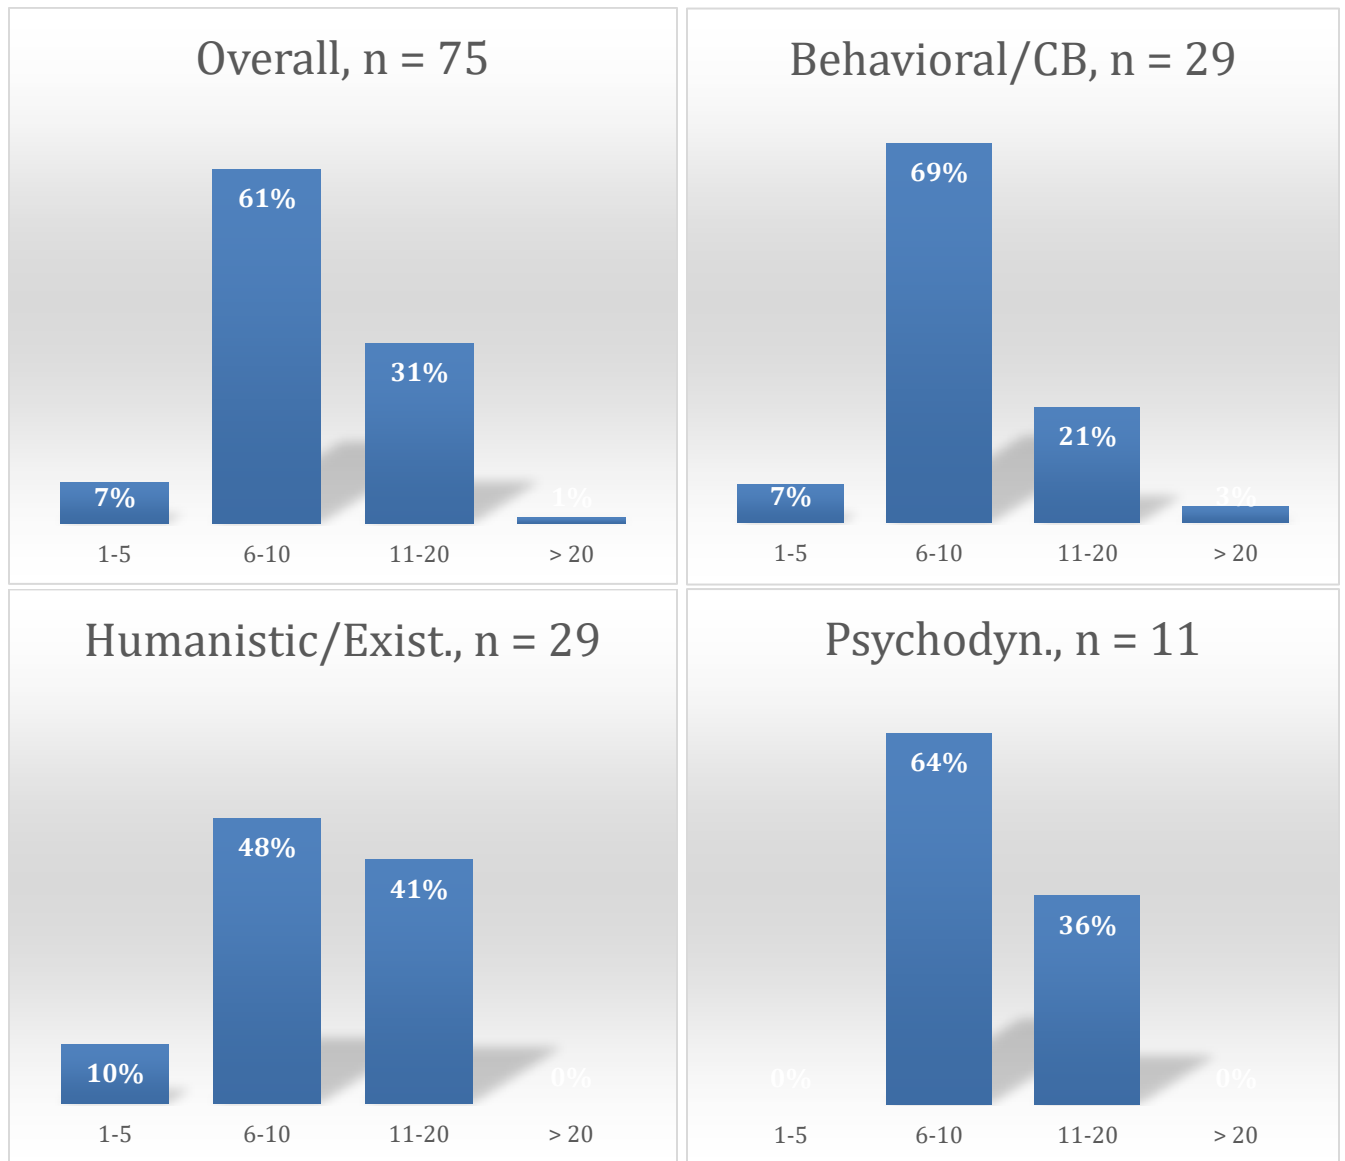 Overall, n = 75
61%
31%
7%
1%
1-5 6-10 11-20 > 20
Behavioral/CB, n = 29
69%
21%
7%
3%
1-5 6-10 11-20 > 20
Humanistic/Exist., n = 29
48%
41%
10%
0%
1-5 6-10 11-20 > 20
Psychodyn., n = 11
64%
36%
0%
0%
1-5 6-10 11-20 > 20